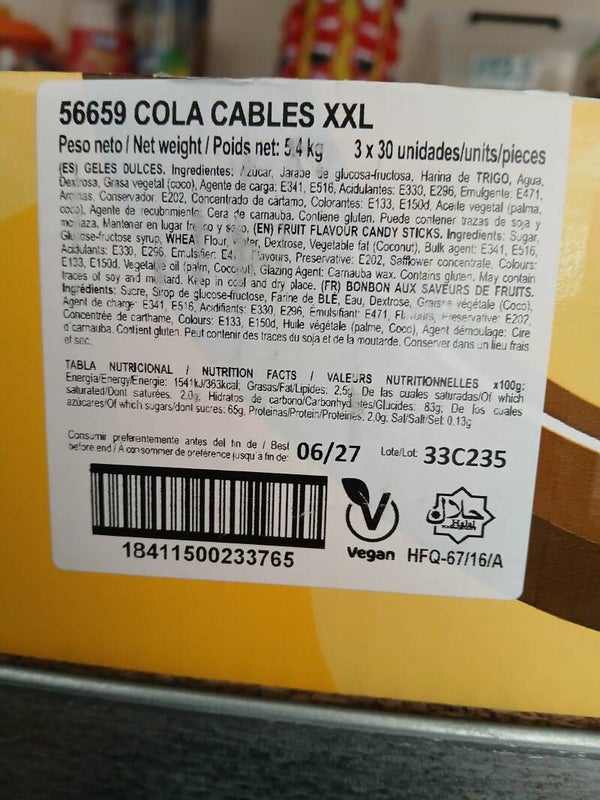 56659 COLA CABLES XXL
Peso neto / Net weight / Poids net: 5,4 kg 3 x 30 unidades/units/pieces
(ES) GELES DULCES. Ingredientes: Azúcar, Jarabe de glucosa-fructosa, Harina de TRIGO, Agua,
Dextrosa, Grasa vegetal (coco), Agente de carga: E341, E516, Acidulantes: E330, E296, Emulgente: E471,
Aromas, Conservador: E202, Concentrado de cártamo, Colorantes: E133, E150d, Aceite vegetal (palma,
coco), Agente de recubrimiento: Cera de carnauba. Contiene gluten. Puede contener trazas de soja y
mostaza. Mantener en lugar fresco y seco. (EN) FRUIT FLAVOUR CANDY STICKS. Ingredients: Sugar,
Glucose-fructose syrup, WHEAT Flour, Water, Dextrose, Vegetable fat (Coconut), Bulk agent: E341, E516,
Acidulants: E330, E296, Emulsifier: E471, Flavours, Preservative: E202, Safflower concentrate, Colours:
E133, E150d, Vegetable oil (palm, Coconut), Glazing Agent: Carnauba wax. Contains gluten. May contain
traces of soy and mustard. Keep in cool and dry place. (FR) BONBON AUX SAVEURS DE FRUITS.
Ingrédients: Sucre, Sirop de glucose-fructose, Farine de BLÉ, Eau, Dextrose, Graisse végétale (Coco),
Agent de charge: E341, E516, Acidifiants: E330, E296, Emulsifiant: E471, Flavours, Preservative: E202,
Concentrée de carthame, Colours: E133, E150d, Huile végétale (palme, Coco), Agent démoulage: Cire
d'carnauba. Contient gluten. Peut contenir des traces du soja et de la moutarde. Conserver dans un lieu frais
et sec.
TABLA NUTRICIONAL / NUTRITION FACTS / VALEURS NUTRITIONNELLES x100g:
Energía/Energy/Energie: 1541kJ/363kcal; Grasas/Fat/Lipides: 2,5g. De las cuales saturadas/Of which
saturated/Dont saturées. 2,0g. Hidratos de carbono/Carbonhydrates/Glucides: 83g; De los cuales
azúcares/Of which sugars/dont sucres: 65g. Proteínas/Protein/Protéines. 2,0g. Sal/Salt/Sel: 0,13g
Consumir preferentemente antes del fin de / Best
before end / A consommer de préférence jusqu'à fin de: 06/27 Lote/Lot: 33C235
18411500233765
Vegan
حلال
Halal
HFQ-67/16/A